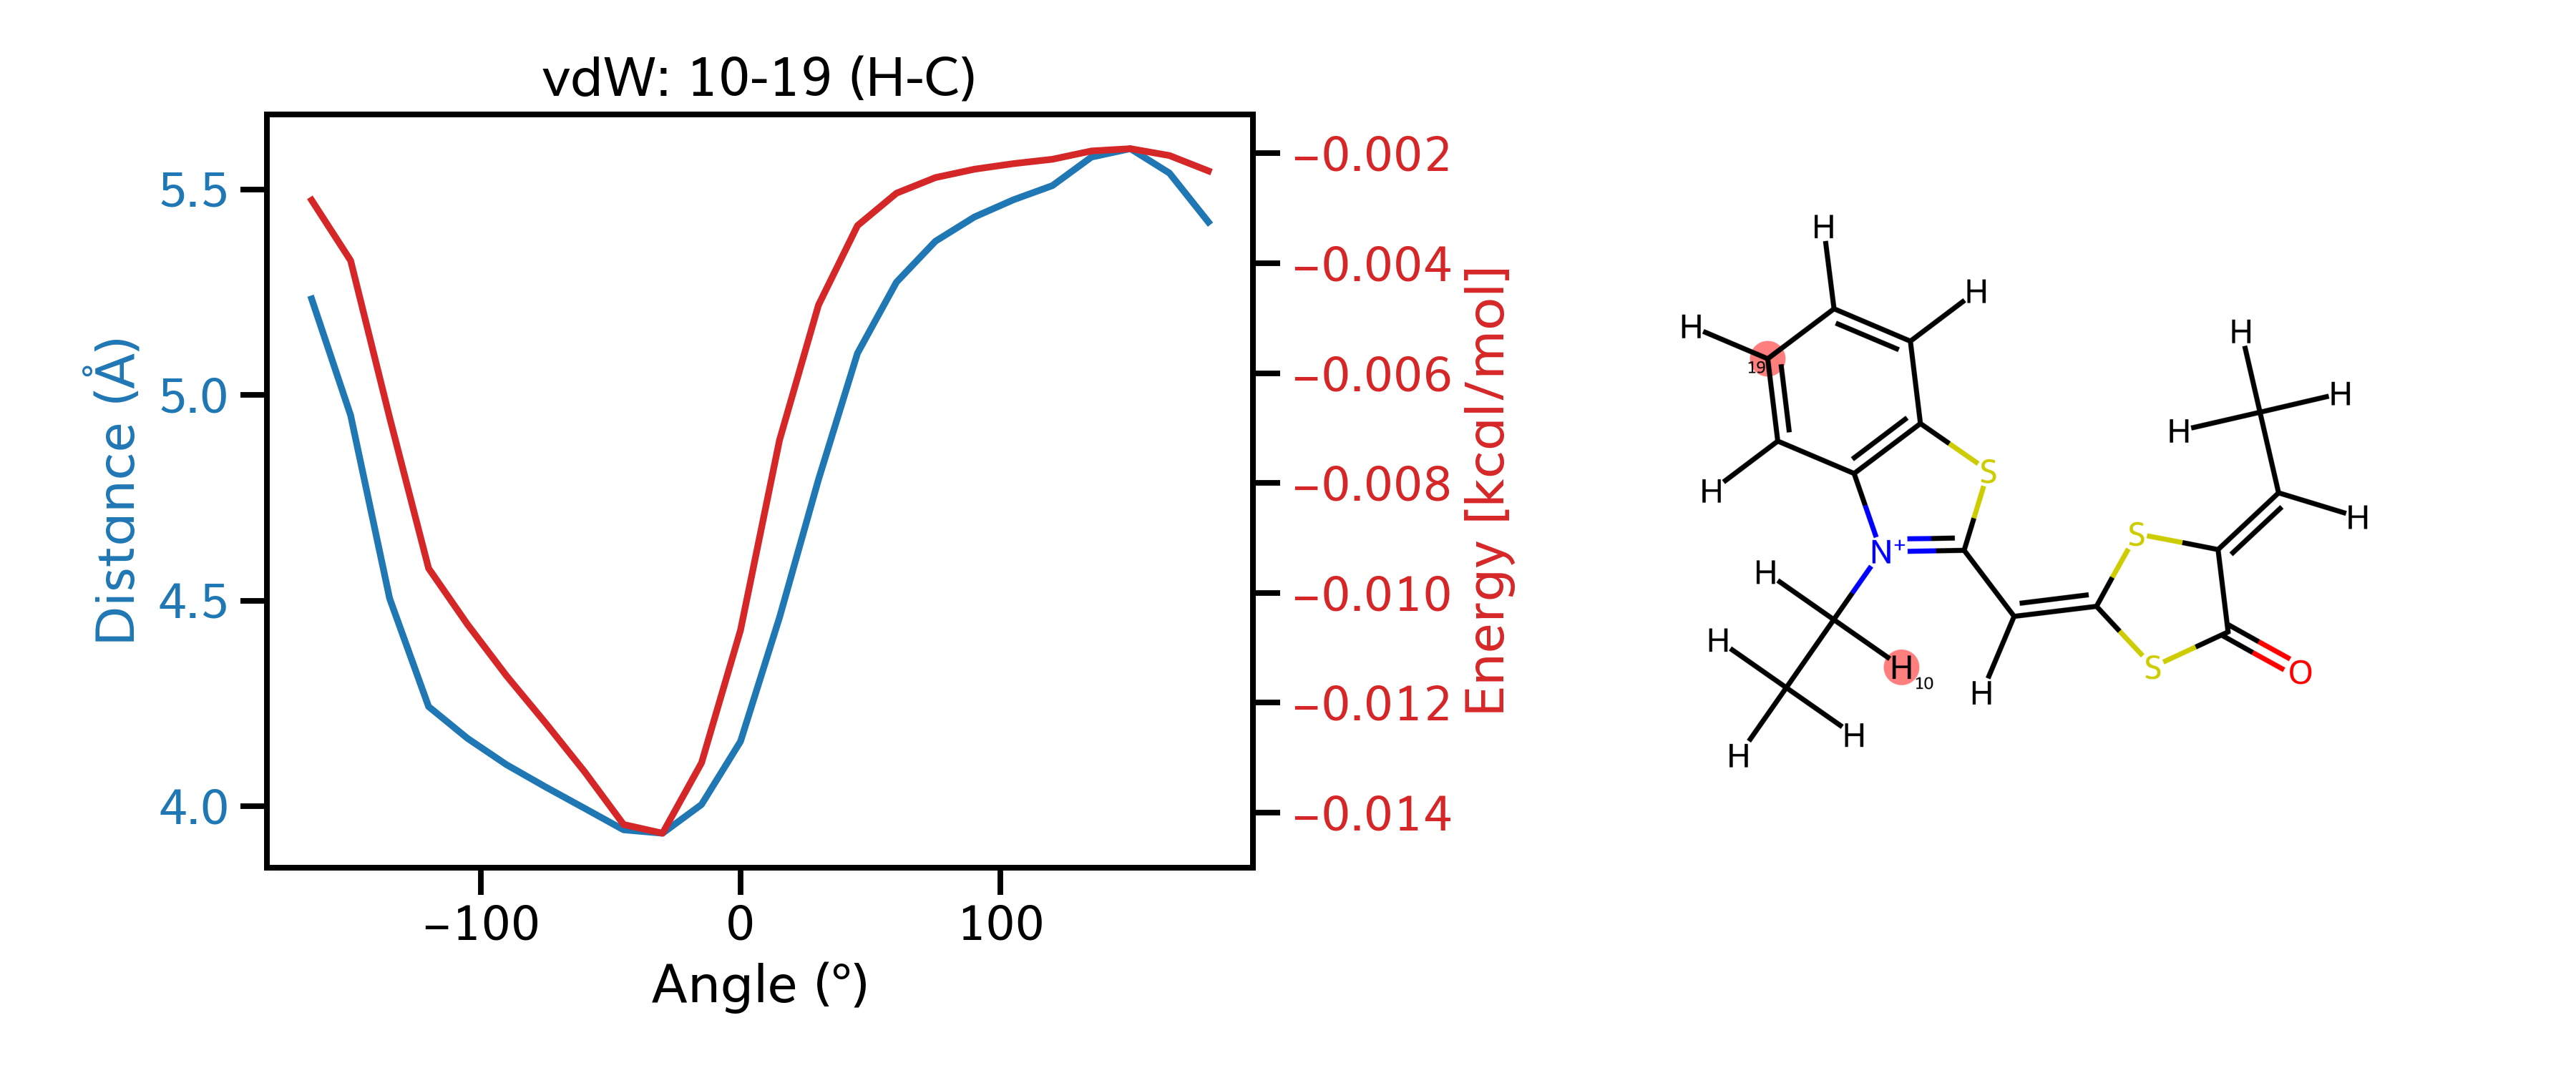 vdW: 10-19 (H-C)
5.5
5.0
4.5
4.0
Distance (Å)
−0.002
−0.004
−0.006
−0.008
−0.010
−0.012
−0.014
Energy [kcal/mol]
−100
0
100
Angle (°)
H
H
H
19
H
H
H
S
H
S
H
N⁺
H
H
H
10
S
O
H
H
H